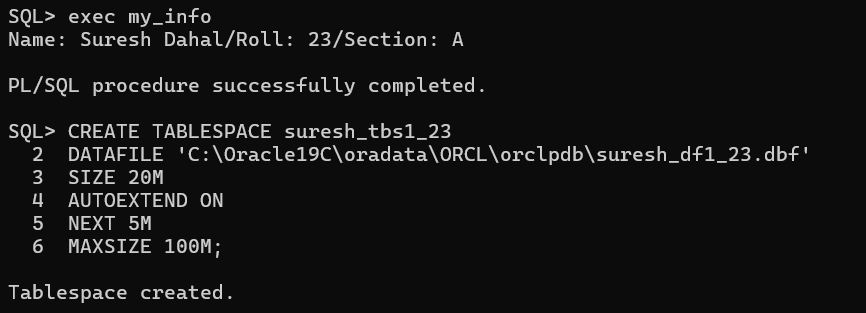 SQL> exec my_info
Name: Suresh Dahal/Roll: 23/Section: A
PL/SQL procedure successfully completed.
SQL> CREATE TABLESPACE suresh_tbs1_23
  2  DATAFILE 'C:\Oracle19C\oradata\ORCL\orclpdb\suresh_df1_23.dbf'
  3  SIZE 20M
  4  AUTOEXTEND ON
  5  NEXT 5M
  6  MAXSIZE 100M;
Tablespace created.